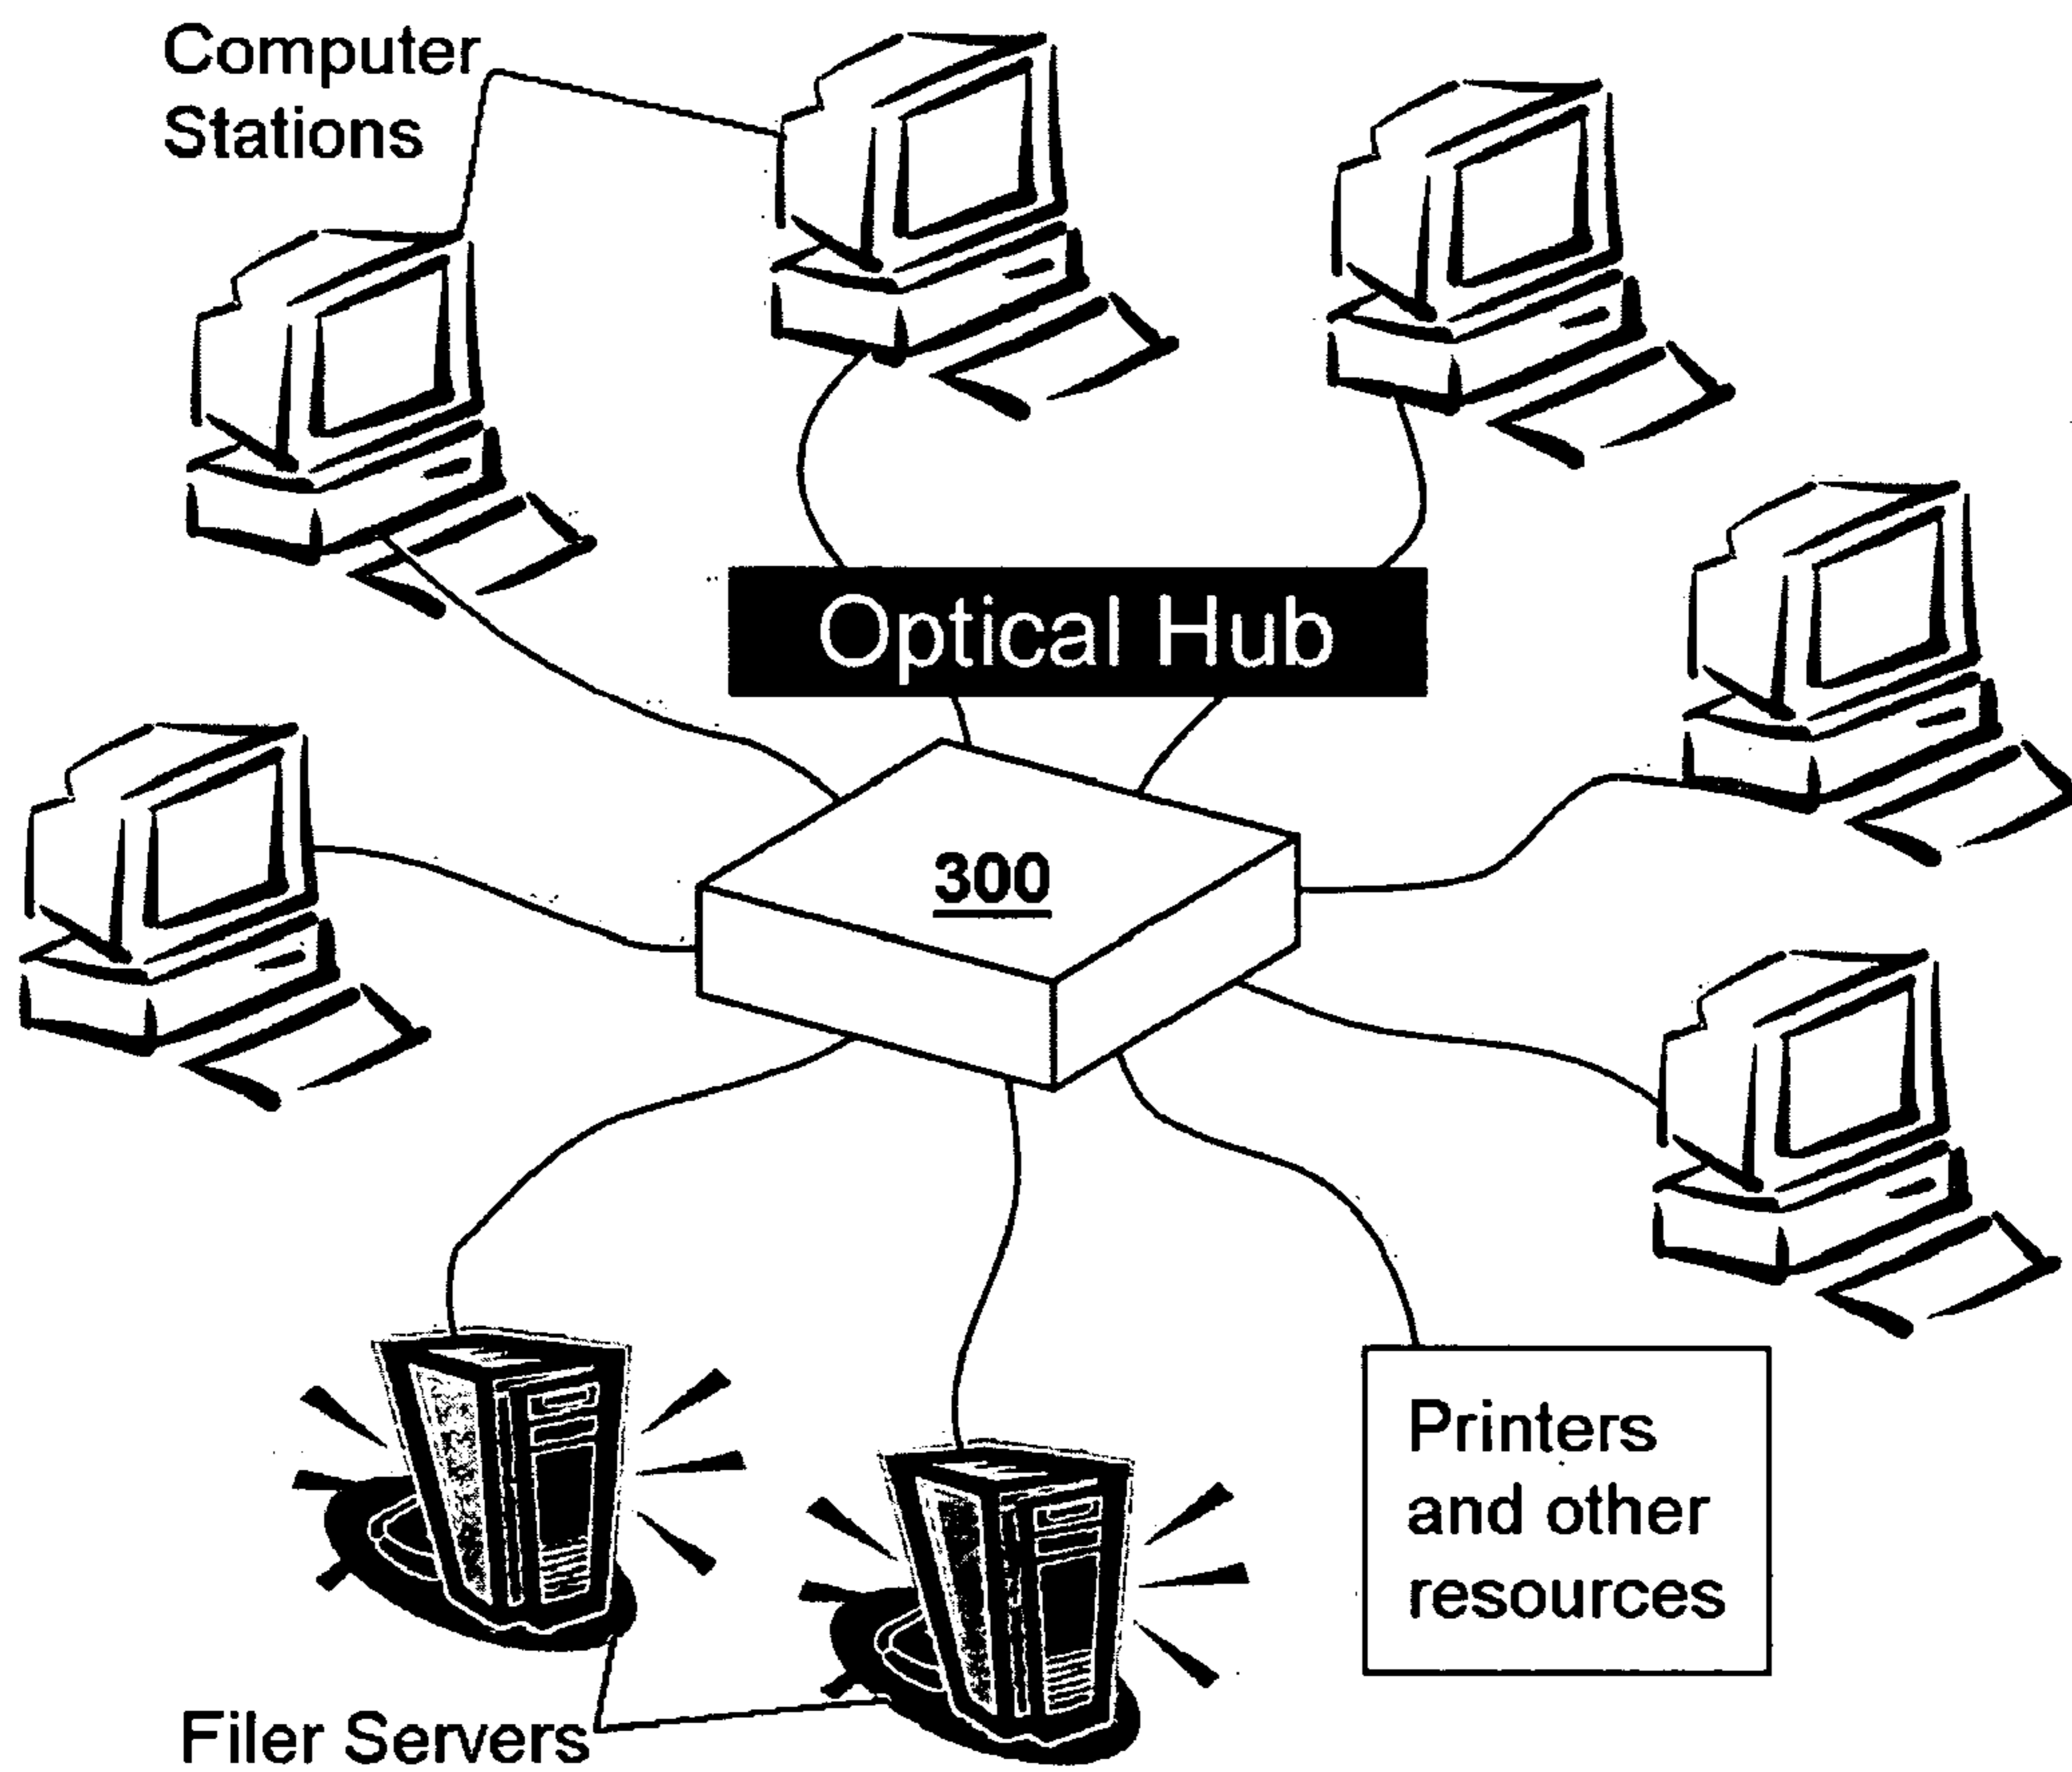 Computer
Stations
Optical Hub
300
Printers
and other
resources
Filer Servers